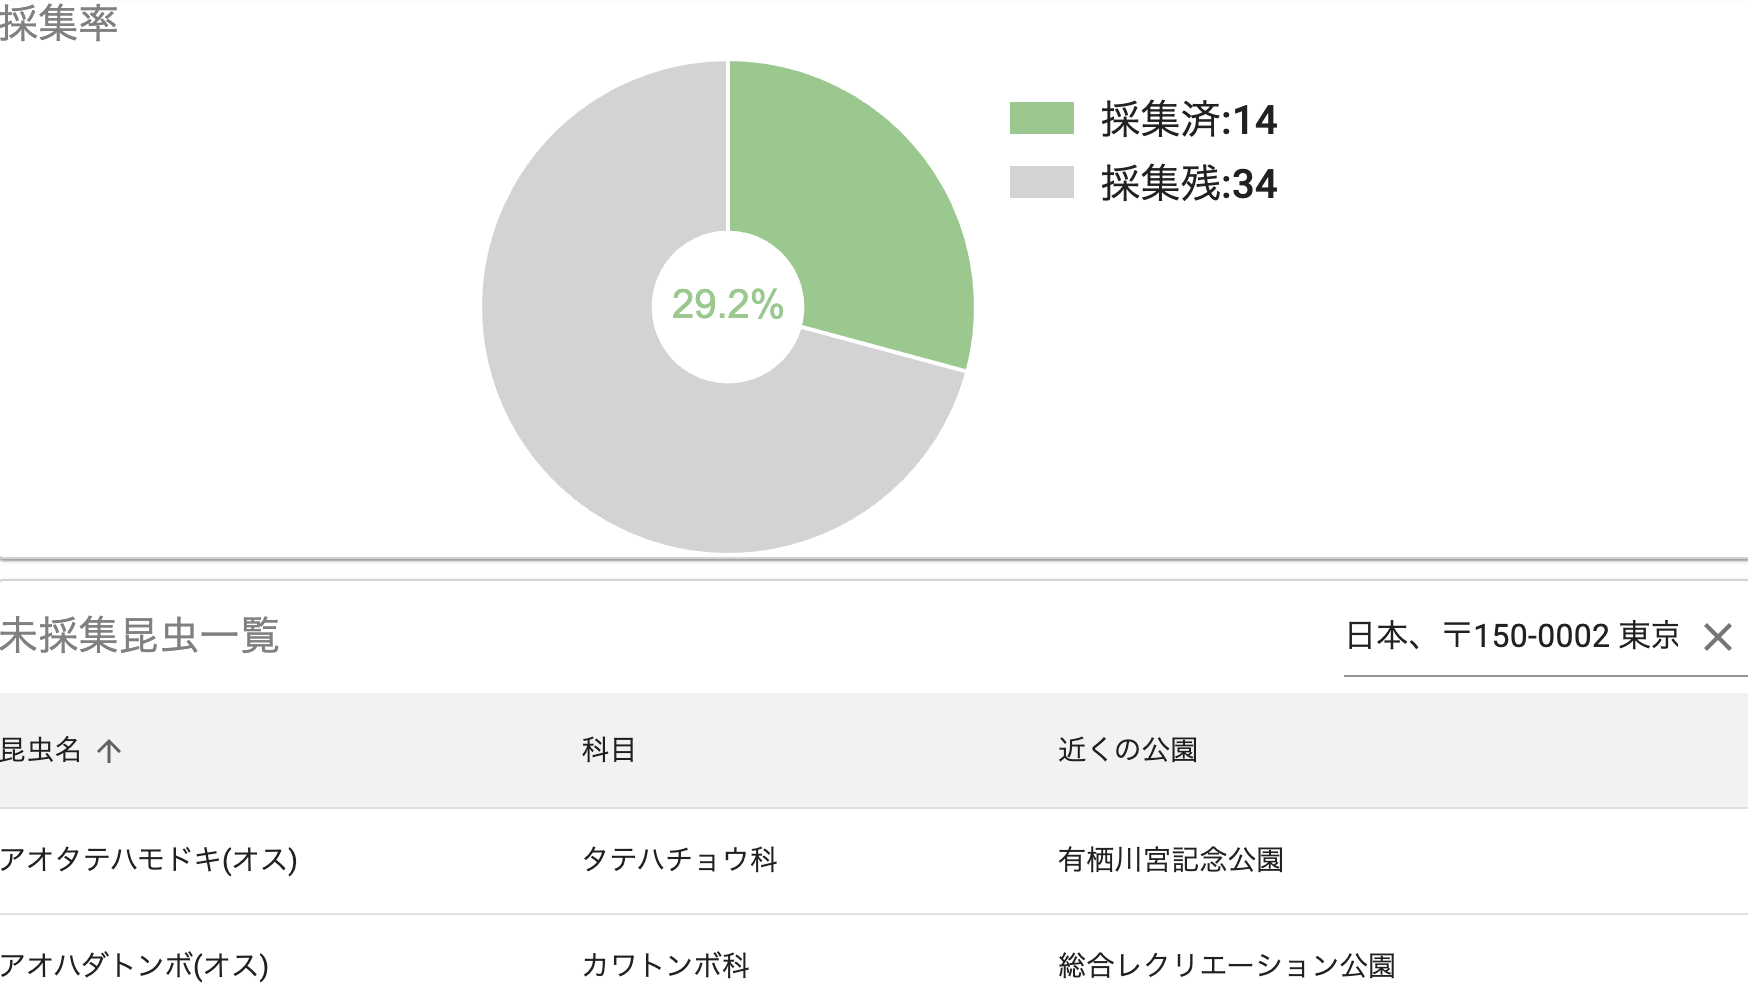 採集率
採集済:14
採集残:34
29.2%
未採集昆虫一覧
日本、〒150-0002 東京
昆虫名 科目 近くの公園
アオタテハモドキ(オス) タテハチョウ科 有栖川宮記念公園
アオハダトンボ(オス) カワトンボ科 総合レクリエーション公園